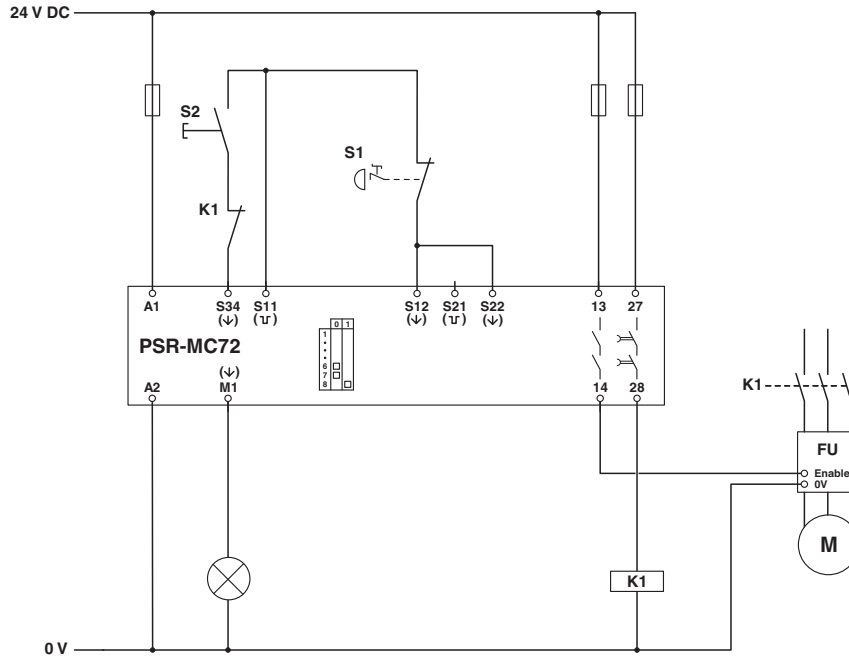 24 V DC
S2
S1
K1
A1 S34 S11 S12 S21 S22 13 27
0 1
1
6
7
8
PSR-MC72
A2 M1 14 28
K1
FU
Enable
0V
M
K1
0 V